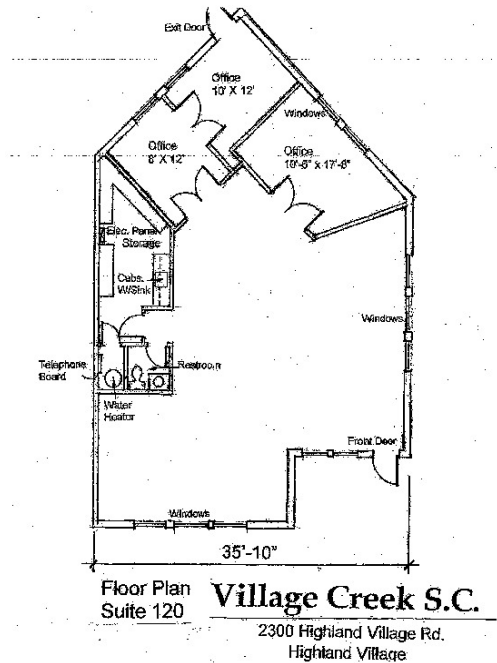 Exit Door
Office
10' X 12'
Windows
Office
8' X 12'
Office
Elec. Panel
Storage
Cabs.
W/Sink
Windows
Telephone
Board
Restroom
Water
Heater
Front Door
Windows
35'-10"
Floor Plan
Suite 120
Village Creek S.C.
2300 Highland Village Rd.
Highland Village